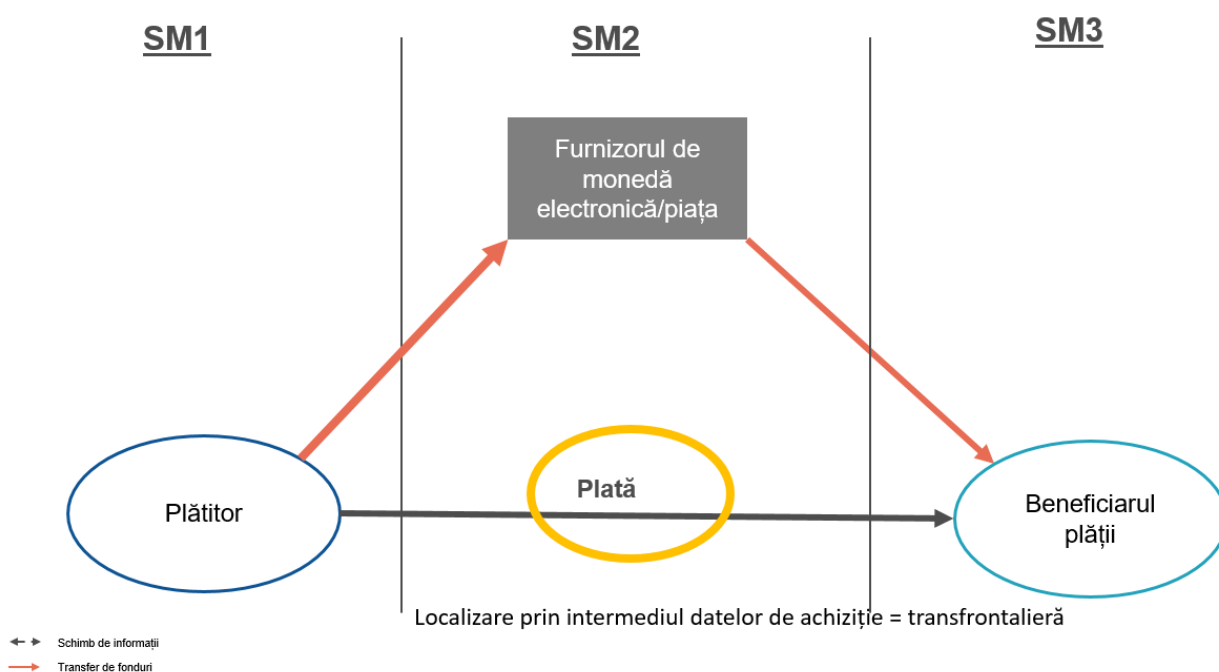 SM1
SM2
SM3
Furnizorul de
monedă
electronică/piața
Plătitor
Plată
Beneficiarul
plății
Localizare prin intermediul datelor de achiziție = transfrontalieră
Schimb de informații
Transfer de fonduri